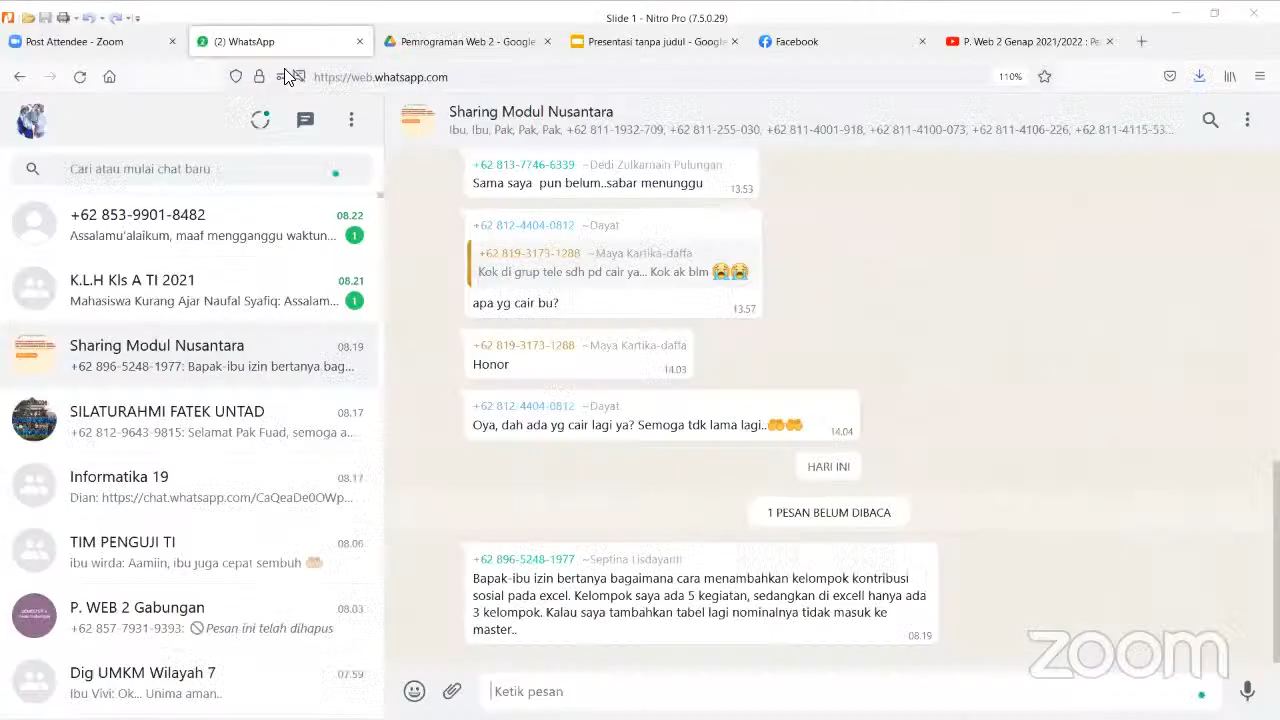 Slide 1 - Nitro Pro (7.5.0.29)
Post Attendee - Zoom
(2) WhatsApp
Pemrograman Web 2 - Google
Presentasi tanpa judul - Google
Facebook
P. Web 2 Genap 2021/2022 : Pe
https://web.whatsapp.com
110%
Sharing Modul Nusantara
Ibu, Ibu, Pak, Pak, Pak, +62 811-1932-709, +62 811-255-030, +62 811-4001-918, +62 811-4100-073, +62 811-4106-226, +62 811-4115-53...
Cari atau mulai chat baru
+62 853-9901-8482
08.22
Assalamu'alaikum, maaf mengganggu waktun...
1
K.L.H Kls A TI 2021
08.21
Mahasiswa Kurang Ajar Naufal Syafiq: Assalam...
1
Sharing Modul Nusantara
08.19
+62 896-5248-1977: Bapak-ibu izin bertanya bag...
SILATURAHMI FATEK UNTAD
08.17
+62 812-9643-9815: Selamat Pak Fuad, semoga a...
Informatika 19
08.17
Dian: https://chat.whatsapp.com/CaQeaDe0OWp...
TIM PENGUJI TI
08.06
ibu wirda: Aamiin, ibu juga cepat sembuh 🤲
P. WEB 2 Gabungan
08.03
+62 857-7931-9393: Pesan ini telah dihapus
Dig UMKM Wilayah 7
07.59
Ibu Vivi: Ok... Unima aman..
+62 813-7746-6339 ~Dedi Zulkarnain Pulungan
Sama saya pun belum..sabar menunggu
13.53
+62 812-4404-0812 ~Dayat
+62 819-3173-1288 ~Maya Kartika-daffa
Kok di grup tele sdh pd cair ya... Kok ak blm 😭😭
apa yg cair bu?
13.57
+62 819-3173-1288 ~Maya Kartika-daffa
Honor
14.03
+62 812-4404-0812 ~Dayat
Oya, dah ada yg cair lagi ya? Semoga tdk lama lagi..🤲🤲
14.04
HARI INI
1 PESAN BELUM DIBACA
+62 896-5248-1977 ~Septina Lisdayanti
Bapak-ibu izin bertanya bagaimana cara menambahkan kelompok kontribusi
sosial pada excel. Kelompok saya ada 5 kegiatan, sedangkan di excell hanya ada
3 kelompok. Kalau saya tambahkan tabel lagi nominalnya tidak masuk ke
master..
08.19
Ketik pesan
zoom